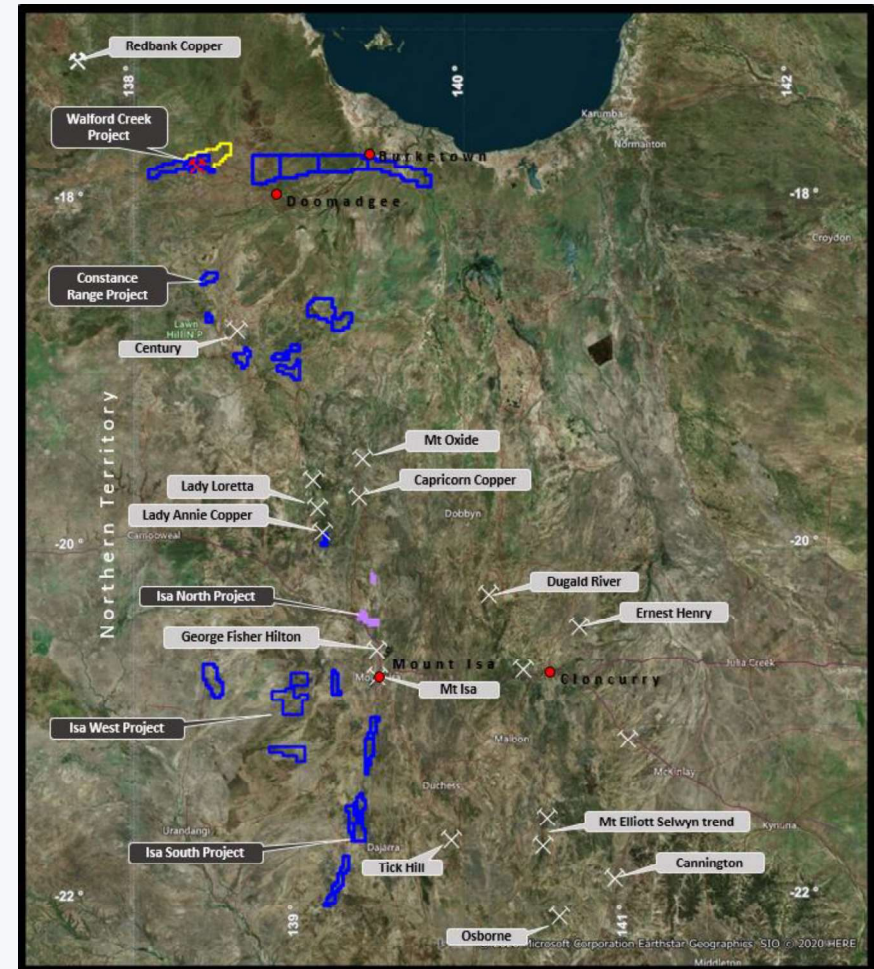 Redbank Copper
138 °
140 °
142 °
Walford Creek
Project
Karumba
Normanton
Burketown
-18 °
-18 °
Doomadgee
Croydon
Constance
Range Project
Lawn
Hill N.P.
Century
Northern Territory
Mt Oxide
Lady Loretta
Capricorn Copper
Lady Annie Copper
Dobbyn
Camooweal
-20 °
-20 °
Dugald River
Isa North Project
Ernest Henry
George Fisher Hilton
Mount Isa
Julia Creek
Cloncurry
Mt Isa
Isa West Project
Malbon
McKinlay
Duchess
Urandangi
Mt Elliott Selwyn trend
Kynuna
Isa South Project
Dajarra
Tick Hill
Cannington
-22 °
-22 °
139 °
141 °
Osborne
Microsoft Corporation Earthstar Geographics SIO © 2020 HERE
Middleton